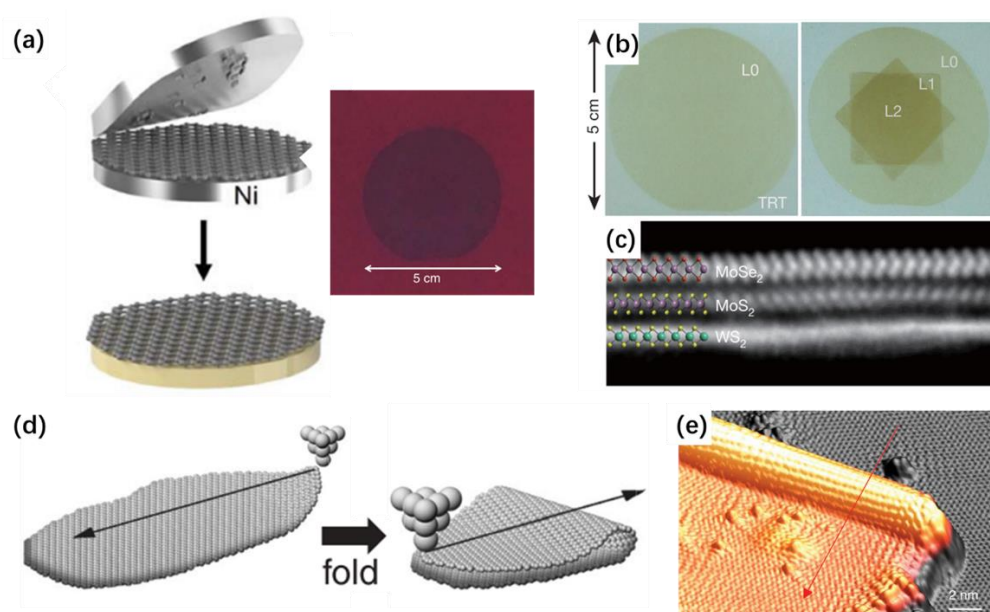 (a)
Ni
5 cm
(b)
5 cm
L0
TRT
L0
L1
L2
(c)
MoSe₂
MoS₂
WS₂
(d)
fold
(e)
2 nm